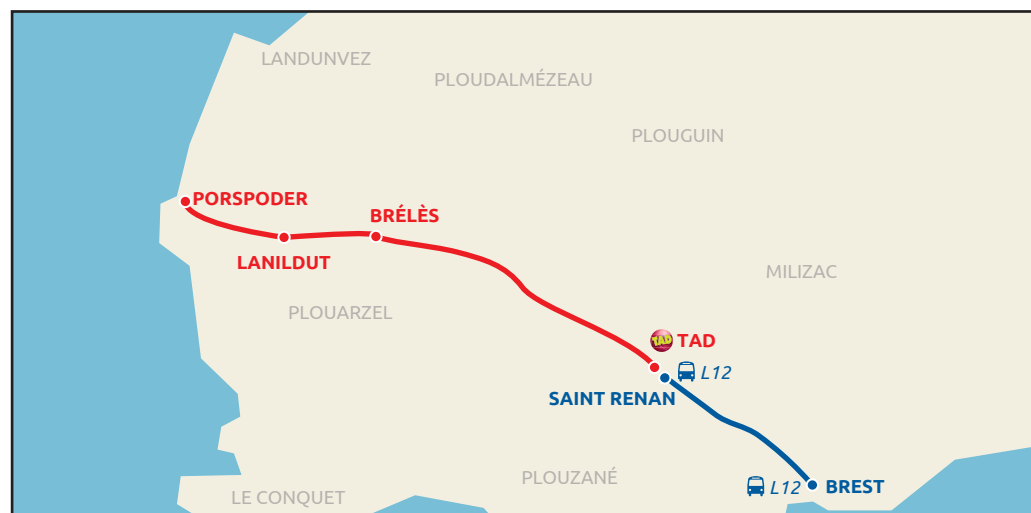 LANDUNVEZ
PLOUDALMÉZEAU
PLOUGUIN
PORSPODER
BRÉLÈS
LANILDUT
MILIZAC
PLOUARZEL
TAD TAD
L12
SAINT RENAN
PLOUZANÉ
L12 BREST
LE CONQUET